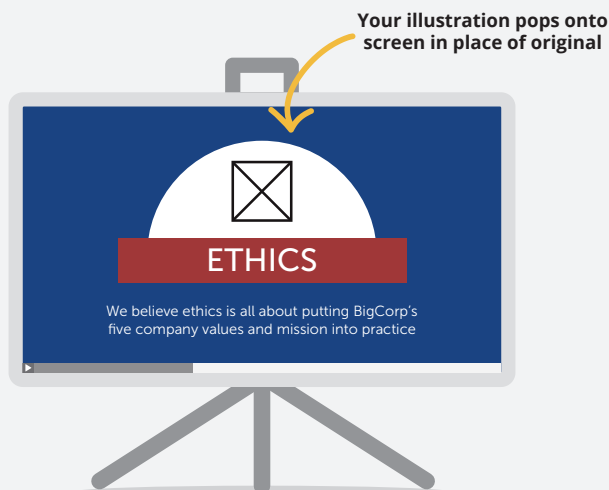 Your illustration pops onto
screen in place of original
ETHICS
We believe ethics is all about putting BigCorp's
five company values and mission into practice